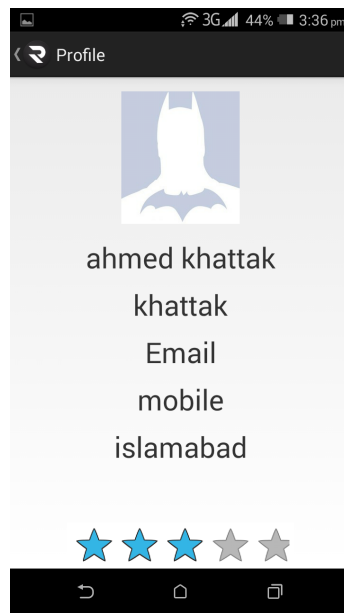 3G 44% 3:36 pm
Profile
ahmed khattak
khattak
Email
mobile
islamabad